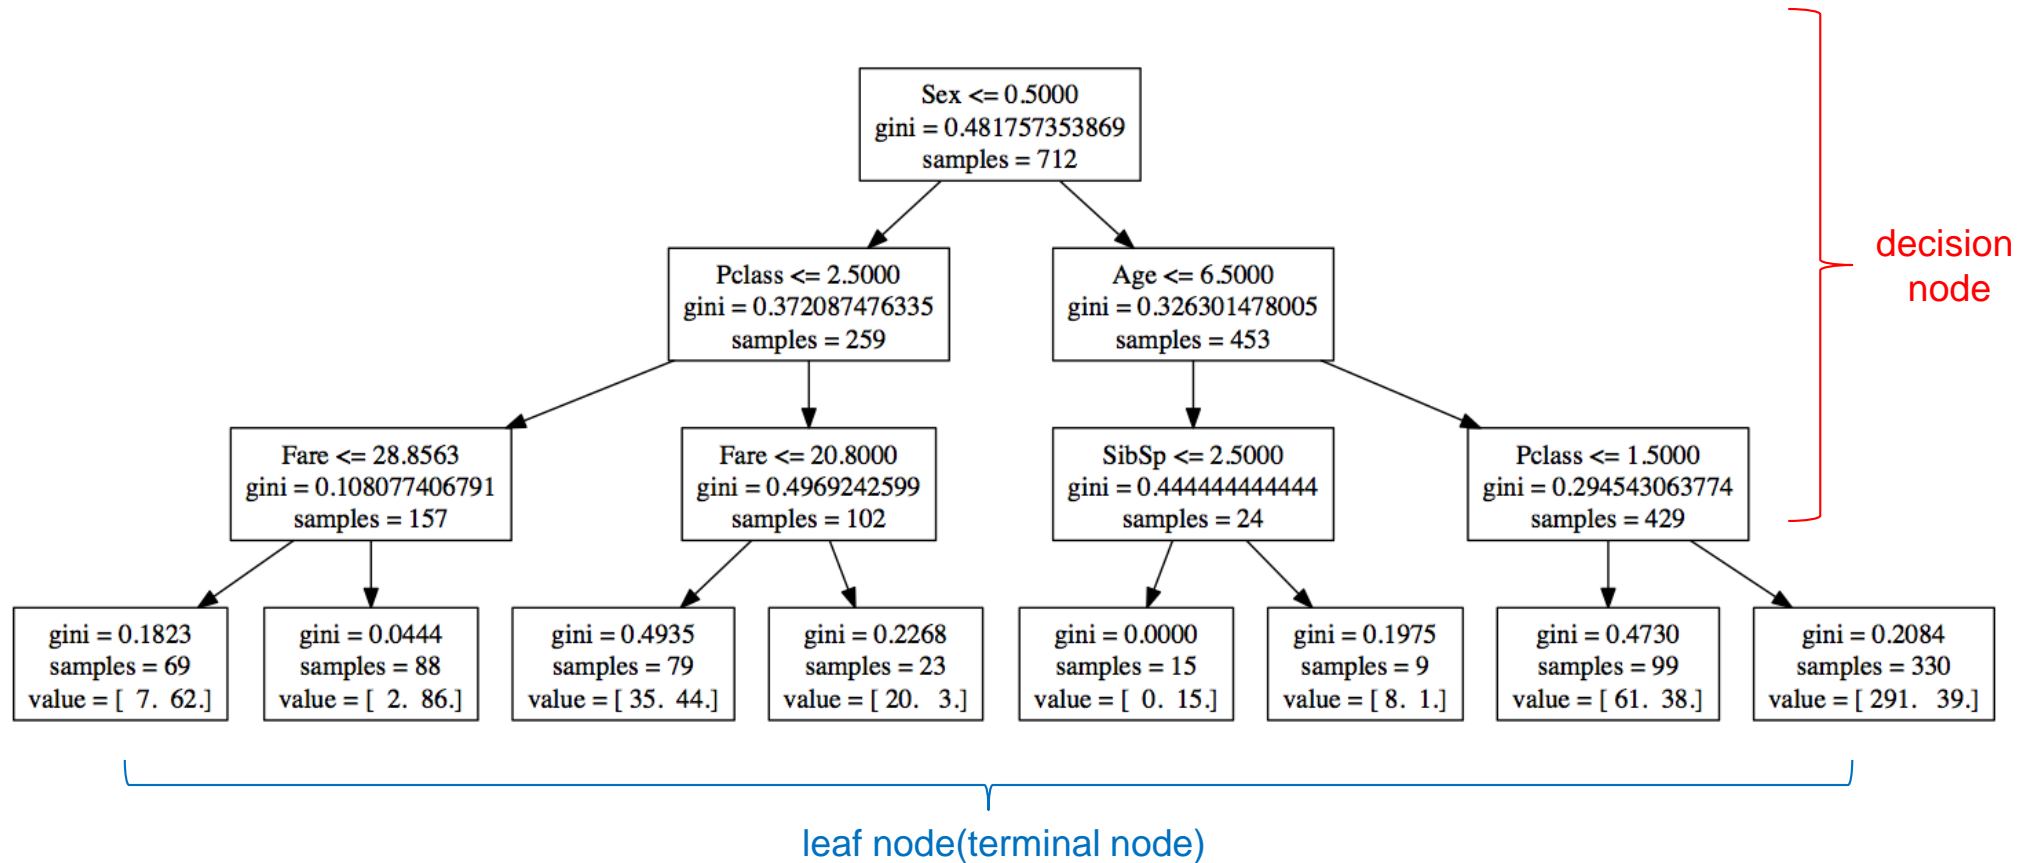 Sex <= 0.5000
gini = 0.481757353869
samples = 712
decision
node
Pclass <= 2.5000
gini = 0.372087476335
samples = 259
Age <= 6.5000
gini = 0.326301478005
samples = 453
Fare <= 28.8563
gini = 0.108077406791
samples = 157
Fare <= 20.8000
gini = 0.4969242599
samples = 102
SibSp <= 2.5000
gini = 0.444444444444
samples = 24
Pclass <= 1.5000
gini = 0.294543063774
samples = 429
gini = 0.1823
samples = 69
value = [ 7. 62.]
gini = 0.0444
samples = 88
value = [ 2. 86.]
gini = 0.4935
samples = 79
value = [ 35. 44.]
gini = 0.2268
samples = 23
value = [ 20. 3.]
gini = 0.0000
samples = 15
value = [ 0. 15.]
gini = 0.1975
samples = 9
value = [ 8. 1.]
gini = 0.4730
samples = 99
value = [ 61. 38.]
gini = 0.2084
samples = 330
value = [ 291. 39.]
leaf node(terminal node)